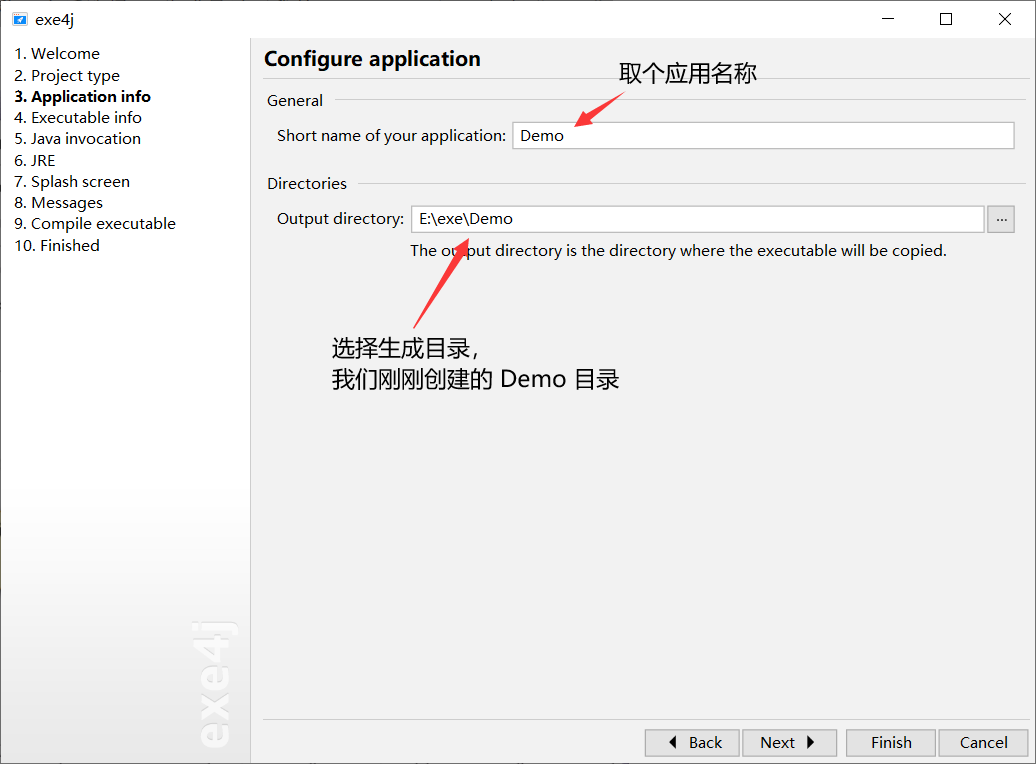 exe4j
1. Welcome
2. Project type
3. Application info
4. Executable info
5. Java invocation
6. JRE
7. Splash screen
8. Messages
9. Compile executable
10. Finished
exe4j
Configure application
取个应用名称
General
Short name of your application: Demo
Directories
Output directory: E:\exe\Demo ...
The output directory is the directory where the executable will be copied.
选择生成目录，
我们刚刚创建的 Demo 目录
Back Next Finish Cancel